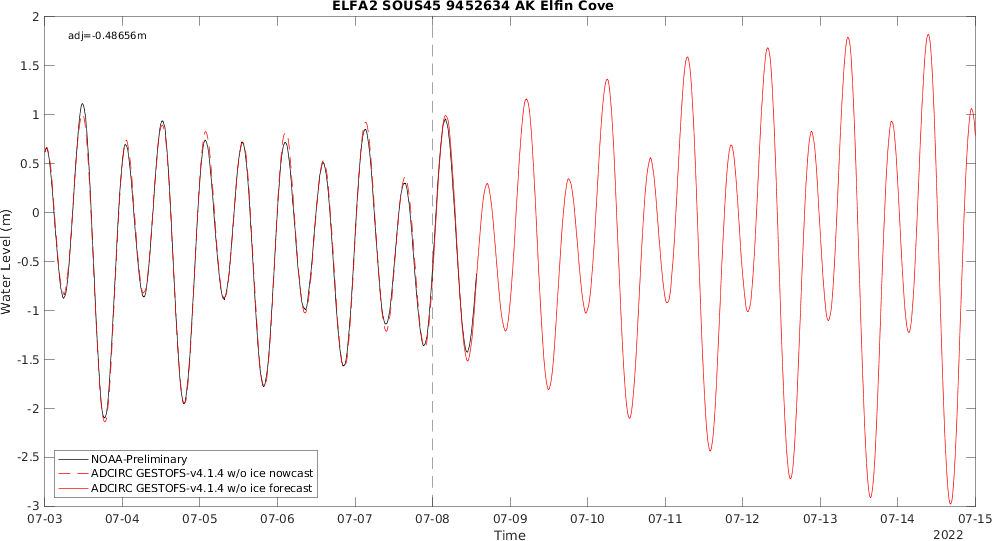 ELFA2 SOUS45 9452634 AK Elfin Cove
adj=-0.48656m
2
1.5
1
0.5
0
-0.5
-1
-1.5
-2
-2.5
-3
Water Level (m)
NOAA-Preliminary
ADCIRC GESTOFS-v4.1.4 w/o ice nowcast
ADCIRC GESTOFS-v4.1.4 w/o ice forecast
07-03 07-04 07-05 07-06 07-07 07-08 07-09 07-10 07-11 07-12 07-13 07-14 07-15
Time
2022